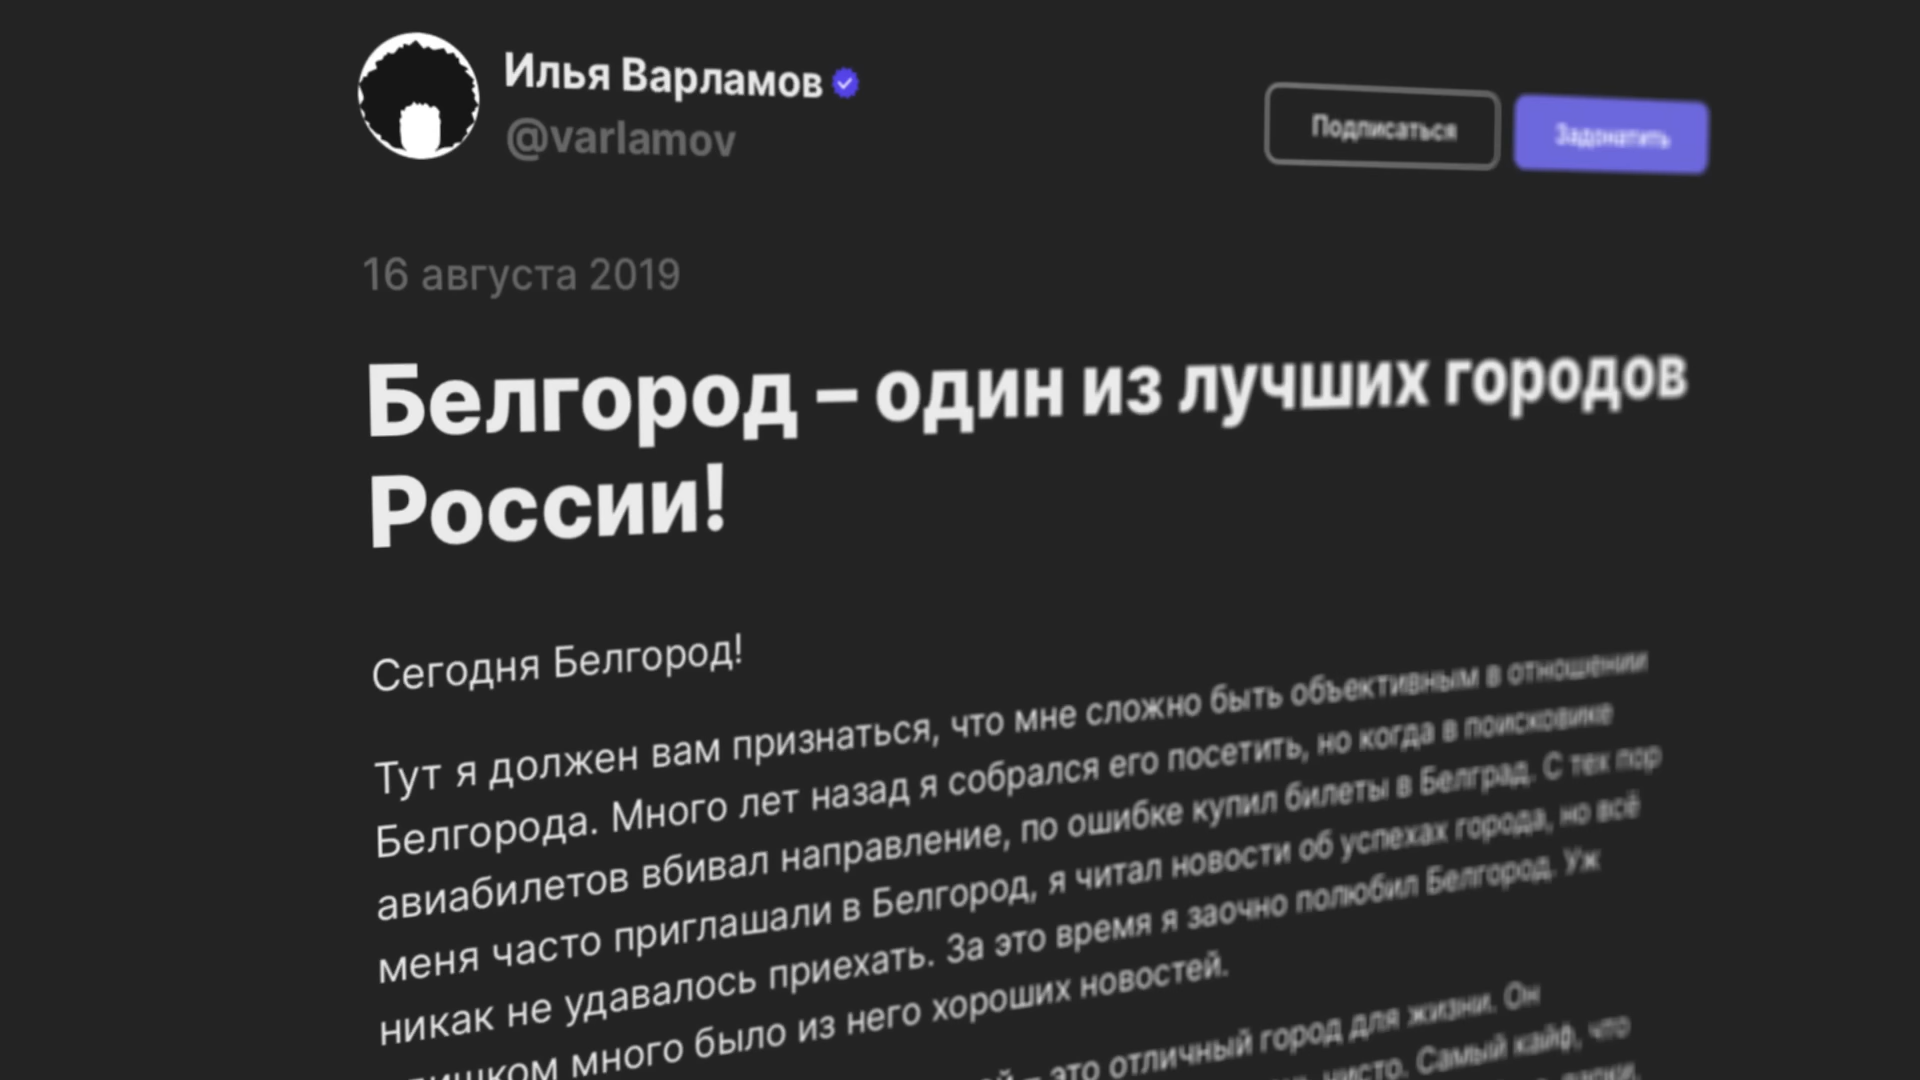 Илья Варламов
@varlamov
Подписаться
Задонатить
16 августа 2019
Белгород – один из лучших городов
России!
Сегодня Белгород!
Тут я должен вам признаться, что мне сложно быть объективным в отношении
Белгорода. Много лет назад я собрался его посетить, но когда в поисковике
авиабилетов вбивал направление, по ошибке купил билеты в Белград. С тех пор
меня часто приглашали в Белгород, я читал новости об успехах города, но всё
никак не удавалось приехать. За это время я заочно полюбил Белгород. Уж
много было из него хороших новостей.
– это отличный город для жизни. Он
чисто. Самый кайф, что